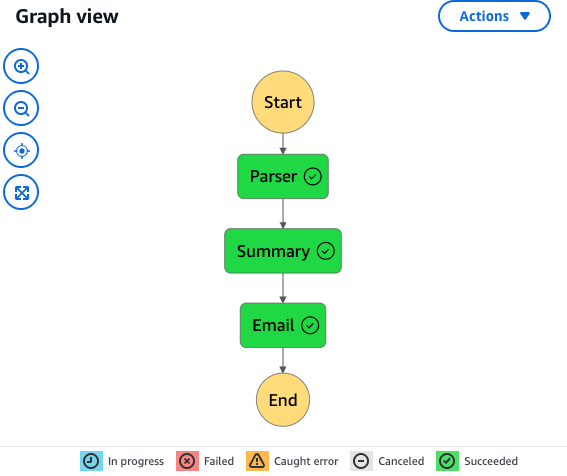 Graph view
Actions
Start
Parser
Summary
Email
End
In progress
Failed
Caught error
Canceled
Succeeded